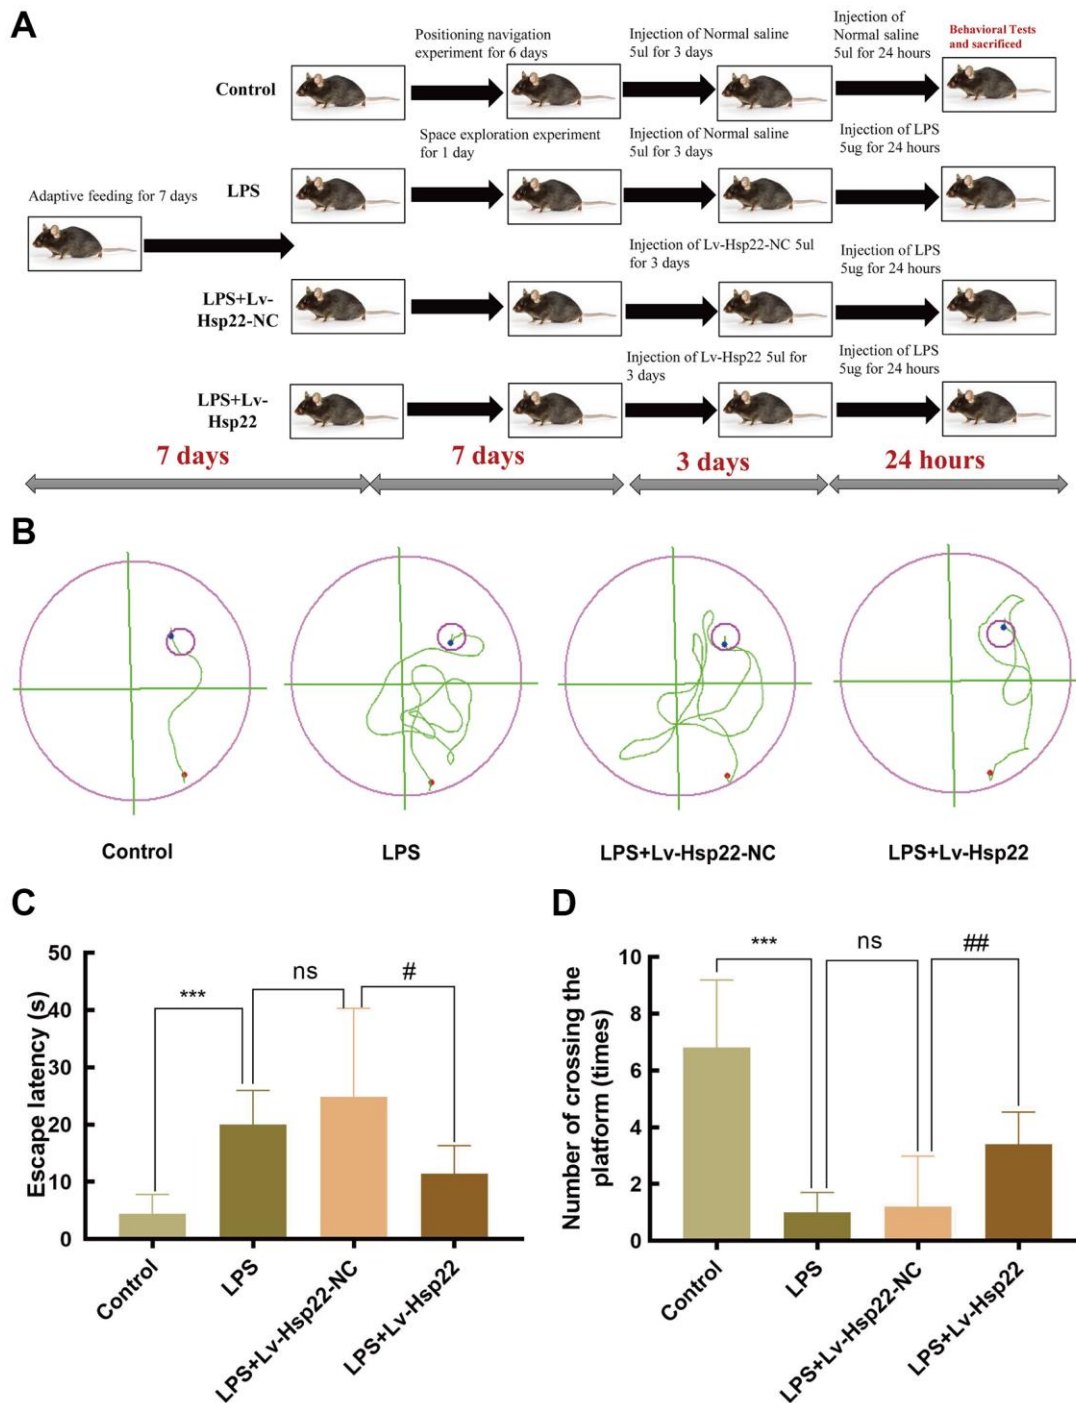 A
Positioning navigation
experiment for 6 days
Injection of Normal saline
5ul for 3 days
Injection of
Normal saline
5ul for 24 hours
Behavioral Tests
and sacrificed
Control
Space exploration experiment
for 1 day
Injection of Normal saline
5ul for 3 days
Injection of LPS
5ug for 24 hours
LPS
Adaptive feeding for 7 days
Injection of Lv-Hsp22-NC 5ul
for 3 days
Injection of LPS
5ug for 24 hours
LPS+Lv-
Hsp22-NC
Injection of Lv-Hsp22 5ul for
3 days
Injection of LPS
5ug for 24 hours
LPS+Lv-
Hsp22
7 days
7 days
3 days
24 hours
B
Control
LPS
LPS+Lv-Hsp22-NC
LPS+Lv-Hsp22
C
Escape latency (s)
50
40
30
20
10
0
***
ns
#
Control
LPS
LPS+Lv-Hsp22-NC
LPS+Lv-Hsp22
D
Number of crossing the
platform (times)
10
8
6
4
2
0
***
ns
##
Control
LPS
LPS+Lv-Hsp22-NC
LPS+Lv-Hsp22